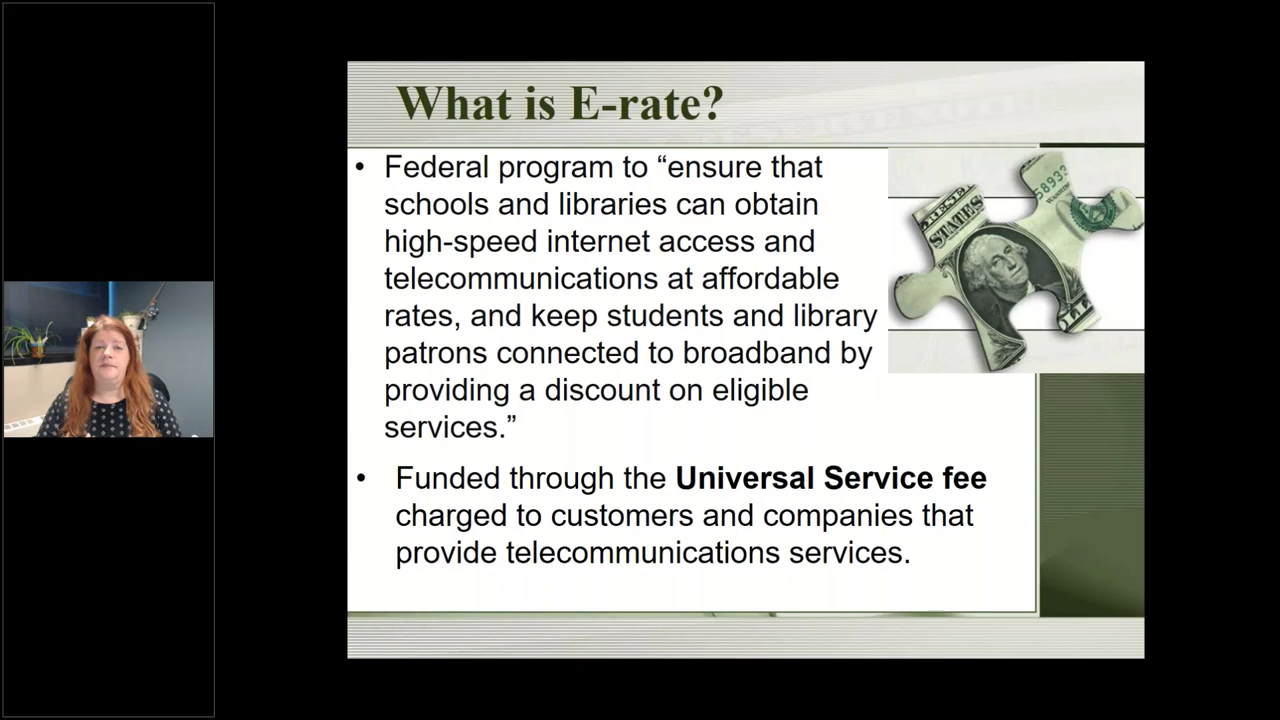 What is E-rate?
• Federal program to “ensure that
schools and libraries can obtain
high-speed internet access and
telecommunications at affordable
rates, and keep students and library
patrons connected to broadband by
providing a discount on eligible
services.”
• Funded through the Universal Service fee
charged to customers and companies that
provide telecommunications services.
STATES